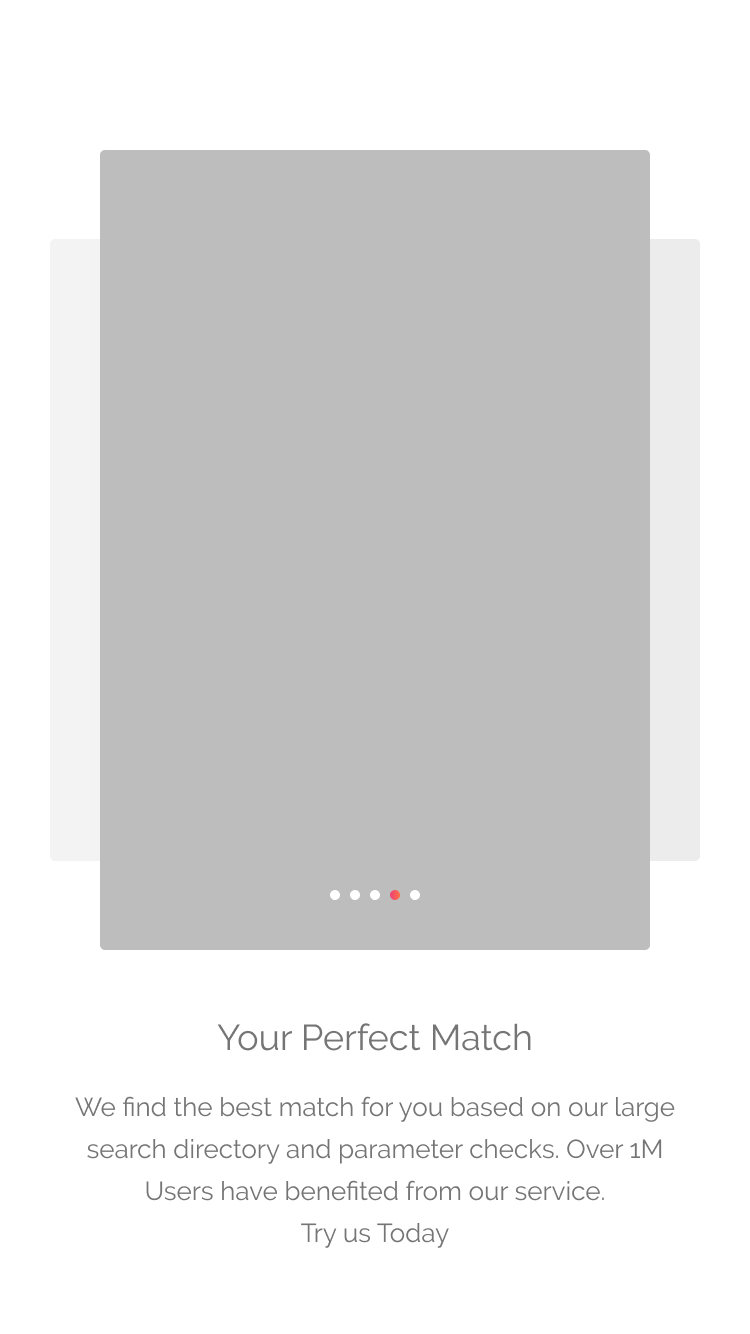 Your Perfect Match
We find the best match for you based on our large
search directory and parameter checks. Over 1M
Users have benefited from our service.
Try us Today